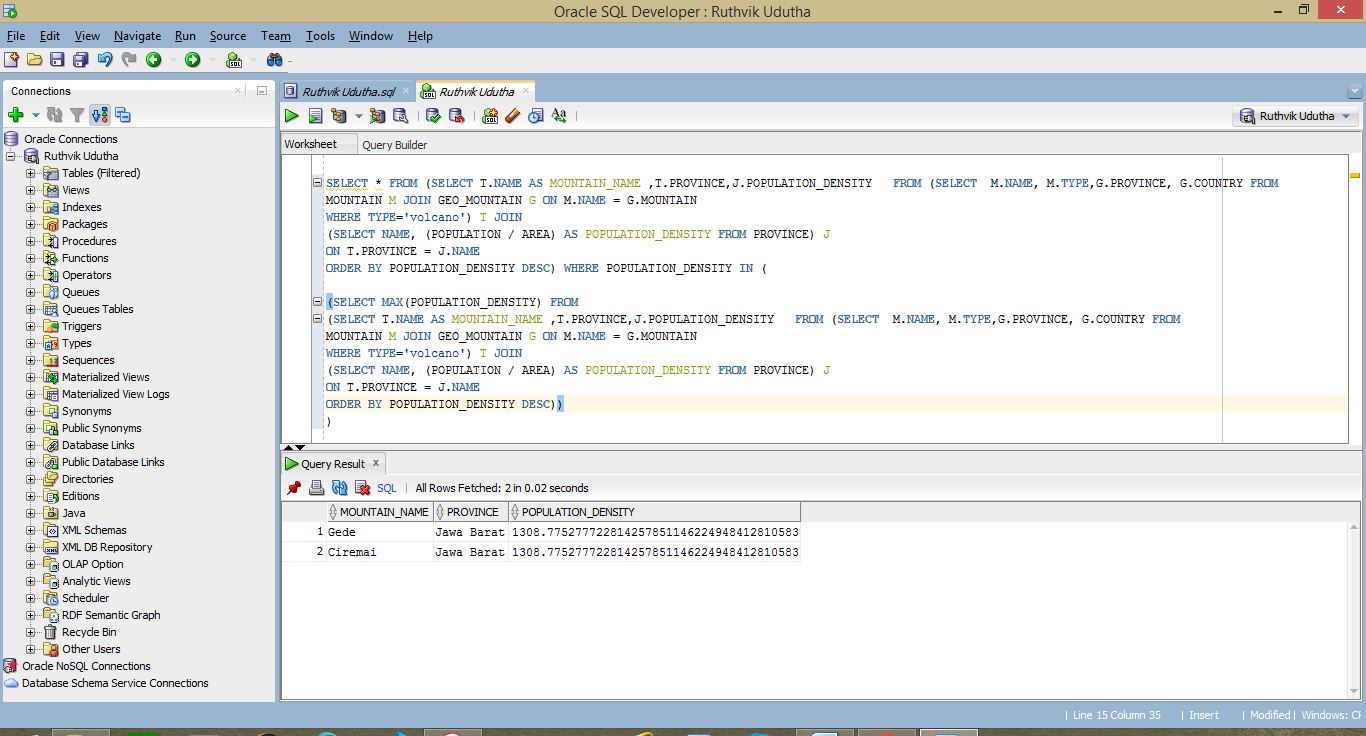 Oracle SQL Developer : Ruthvik Udutha
File Edit View Navigate Run Source Team Tools Window Help
Connections
Oracle Connections
Ruthvik Udutha
Tables (Filtered)
Views
Indexes
Packages
Procedures
Functions
Operators
Queues
Queues Tables
Triggers
Types
Sequences
Materialized Views
Materialized View Logs
Synonyms
Public Synonyms
Database Links
Public Database Links
Directories
Editions
Java
XML Schemas
XML DB Repository
OLAP Option
Analytic Views
Scheduler
RDF Semantic Graph
Recycle Bin
Other Users
Oracle NoSQL Connections
Database Schema Service Connections
Ruthvik Udutha.sql Ruthvik Udutha
Ruthvik Udutha
Worksheet Query Builder
SELECT * FROM (SELECT T.NAME AS MOUNTAIN_NAME ,T.PROVINCE,J.POPULATION_DENSITY FROM (SELECT M.NAME, M.TYPE,G.PROVINCE, G.COUNTRY FROM
MOUNTAIN M JOIN GEO_MOUNTAIN G ON M.NAME = G.MOUNTAIN
WHERE TYPE='volcano') T JOIN
(SELECT NAME, (POPULATION / AREA) AS POPULATION_DENSITY FROM PROVINCE) J
ON T.PROVINCE = J.NAME
ORDER BY POPULATION_DENSITY DESC) WHERE POPULATION_DENSITY IN (
(SELECT MAX(POPULATION_DENSITY) FROM
(SELECT T.NAME AS MOUNTAIN_NAME ,T.PROVINCE,J.POPULATION_DENSITY FROM (SELECT M.NAME, M.TYPE,G.PROVINCE, G.COUNTRY FROM
MOUNTAIN M JOIN GEO_MOUNTAIN G ON M.NAME = G.MOUNTAIN
WHERE TYPE='volcano') T JOIN
(SELECT NAME, (POPULATION / AREA) AS POPULATION_DENSITY FROM PROVINCE) J
ON T.PROVINCE = J.NAME
ORDER BY POPULATION_DENSITY DESC))
)
Query Result x
SQL | All Rows Fetched: 2 in 0.02 seconds
MOUNTAIN_NAME PROVINCE POPULATION_DENSITY
1 Gede Jawa Barat 1308.77527772281425785114622494841281​0583
2 Ciremai Jawa Barat 1308.77527772281425785114622494841281​0583
| Line 15 Column 35 | Insert | Modified | Windows: CF